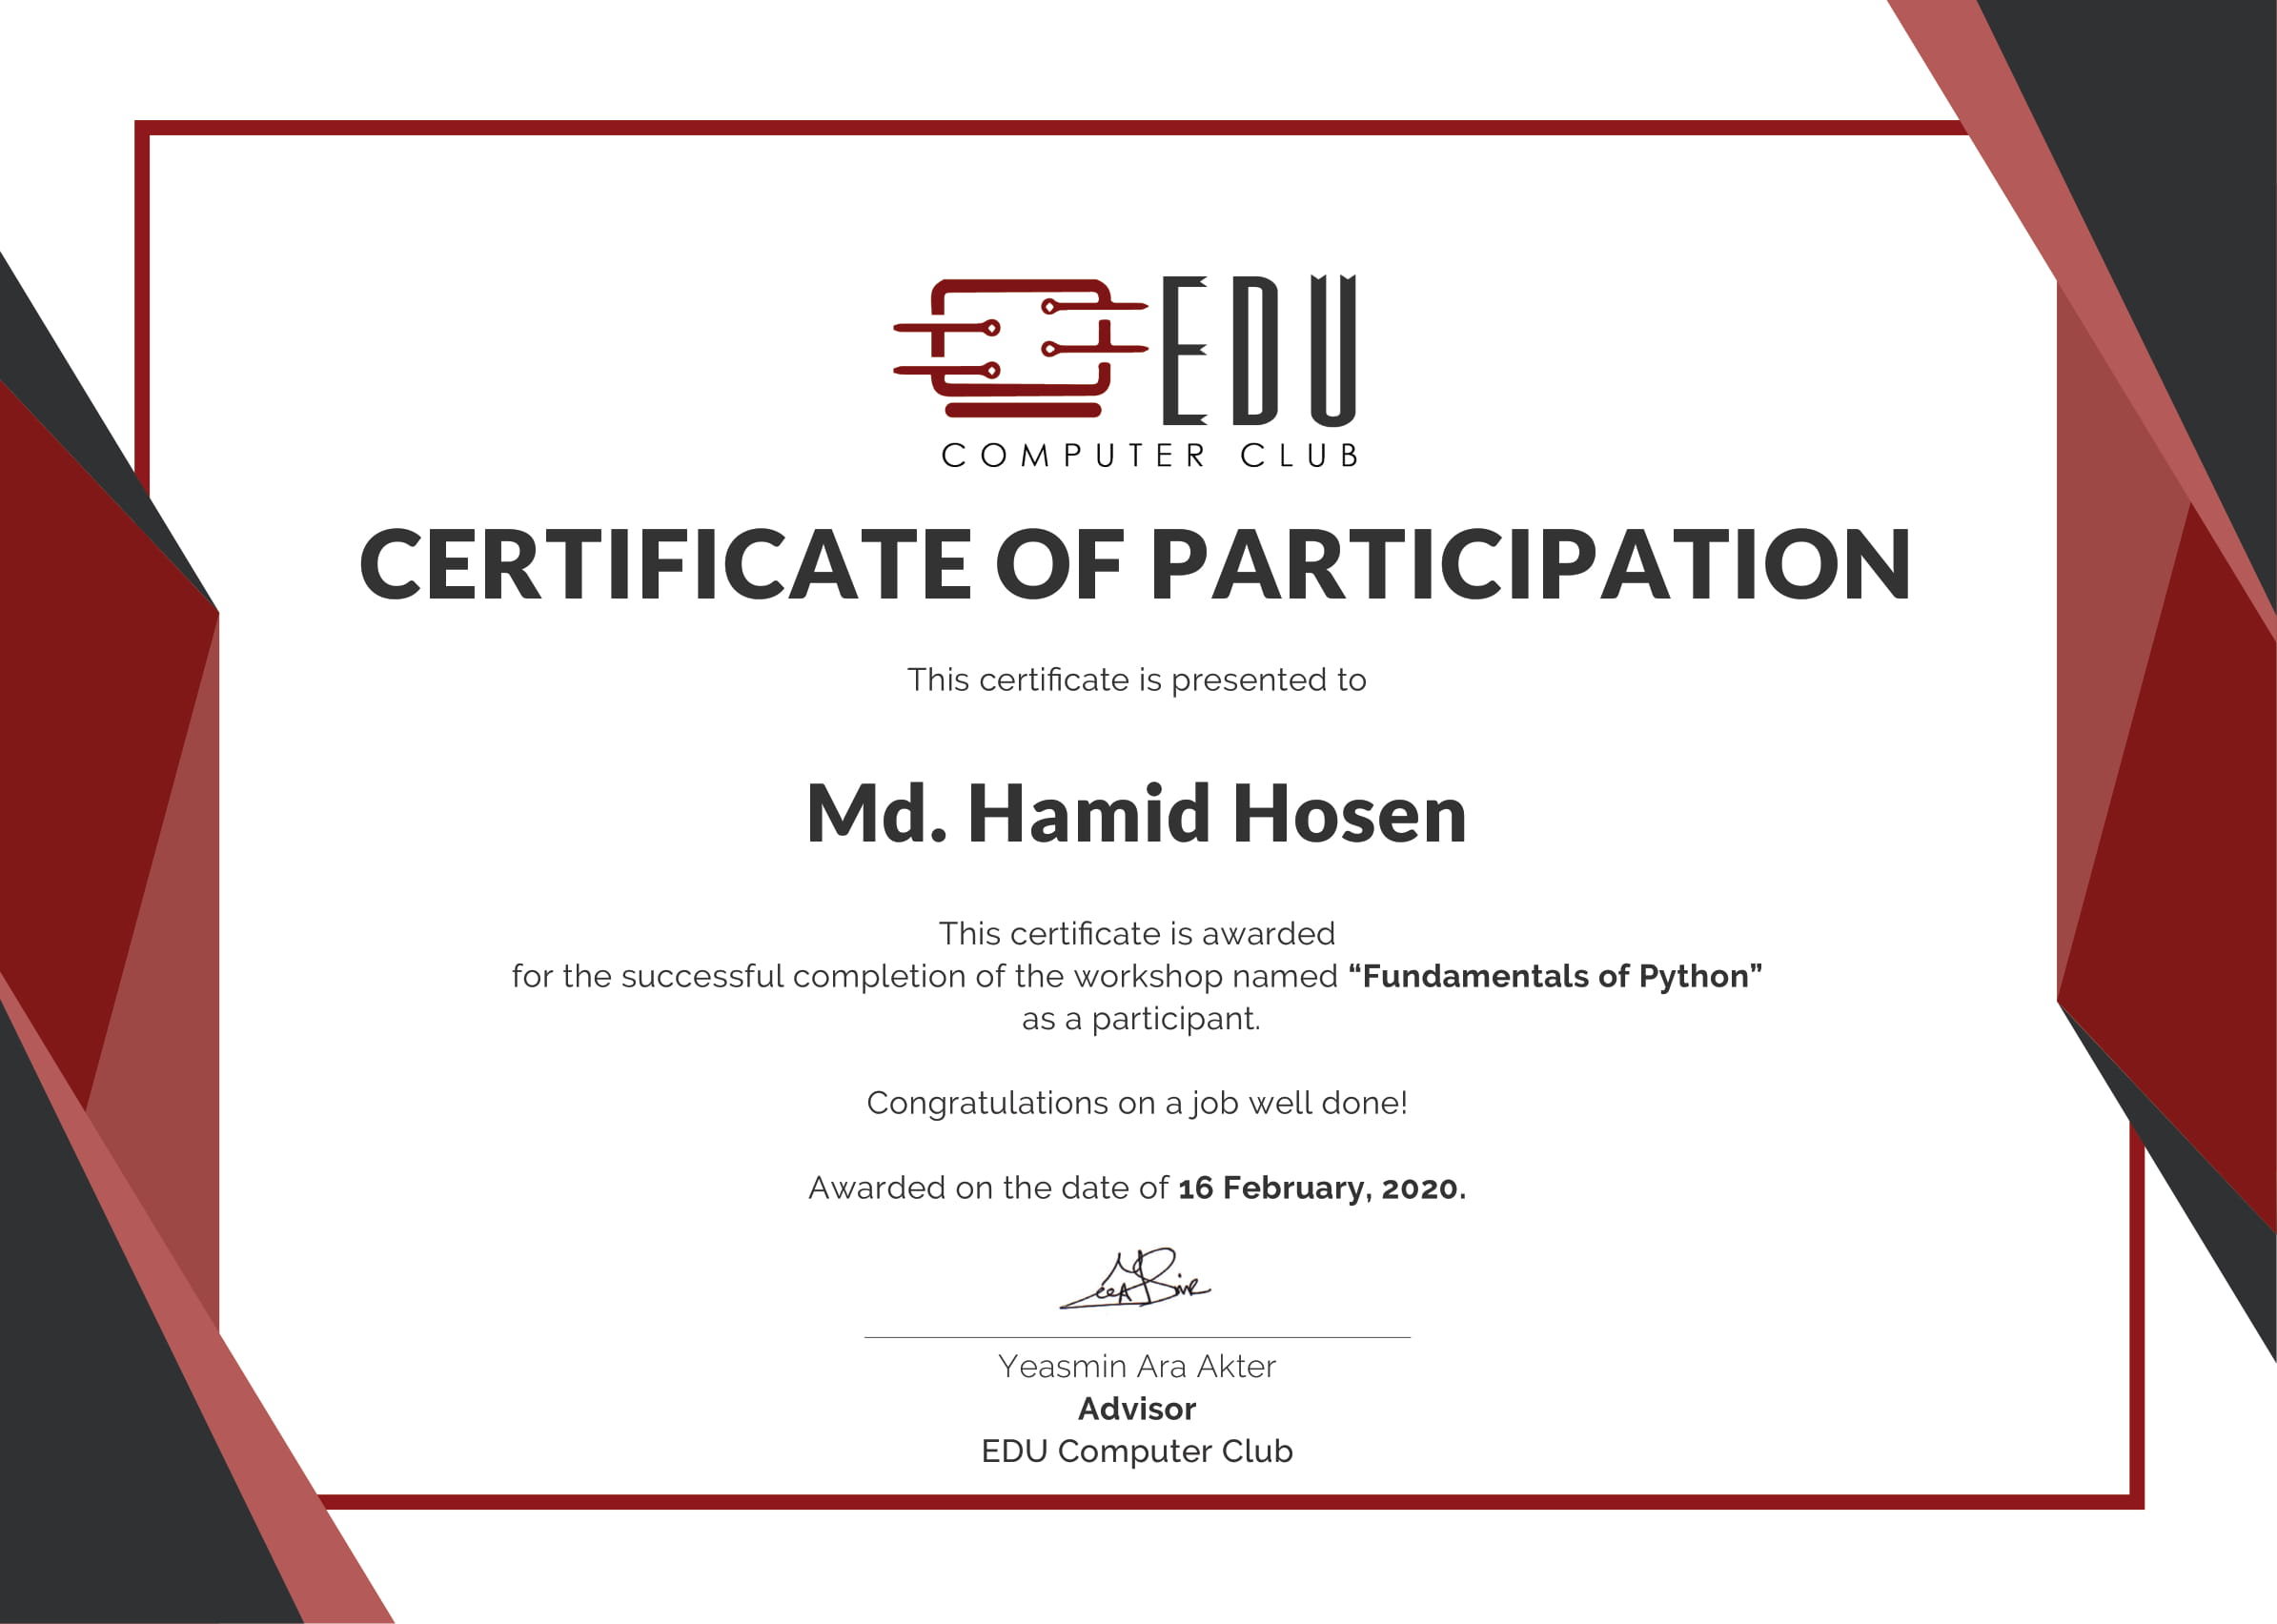 EDU
COMPUTER CLUB
CERTIFICATE OF PARTICIPATION
This certificate is presented to
Md. Hamid Hosen
This certificate is awarded
for the successful completion of the workshop named “Fundamentals of Python”
as a participant.
Congratulations on a job well done!
Awarded on the date of 16 February, 2020.
Yeasmin Ara Akter
Advisor
EDU Computer Club